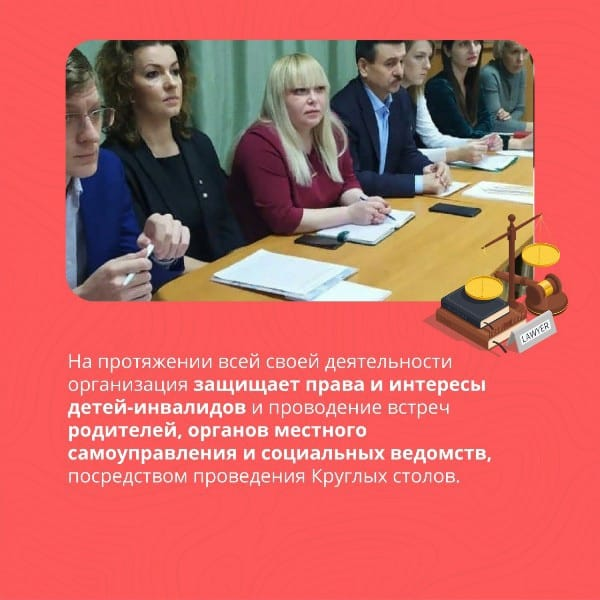 LAWYER
На протяжении всей своей деятельности
организация защищает права и интересы
детей-инвалидов и проводение встреч
родителей, органов местного
самоуправления и социальных ведомств,
посредством проведения Круглых столов.